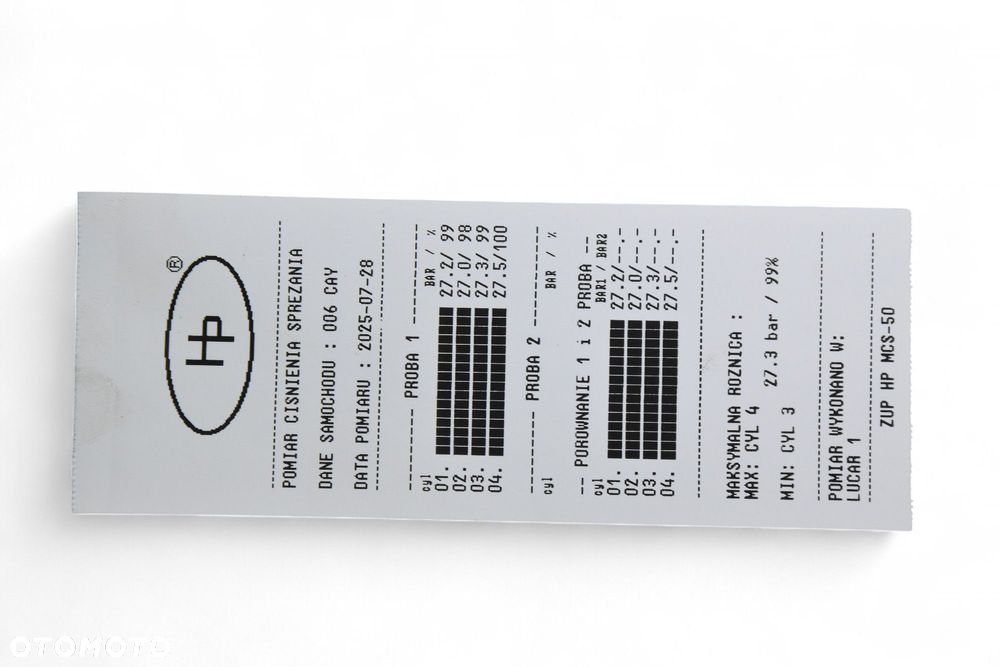 Hp ®
POMIAR CISNIENIA SPREZANIA
DANE SAMOCHODU : 006 CAY
DATA POMIARU : 2025-07-28
------- PROBA 1 -------
cyl BAR / %
01. 27.2/ 99
02. 27.0/ 98
03. 27.3/ 99
04. 27.5/100
------- PROBA 2 -------
cyl BAR / %
-- POROWNANIE 1 i 2 PROBA --
cyl BAR1 / BAR2
01. 27.2/--.-
02. 27.0/--.-
03. 27.3/--.-
04. 27.5/--.-
MAKSYMALNA ROZNICA :
MAX: CYL 4
27.3 bar / 99%
MIN: CYL 3
POMIAR WYKONANO W:
LUCAR 1
ZUP HP MCS-50
OTOMOTO